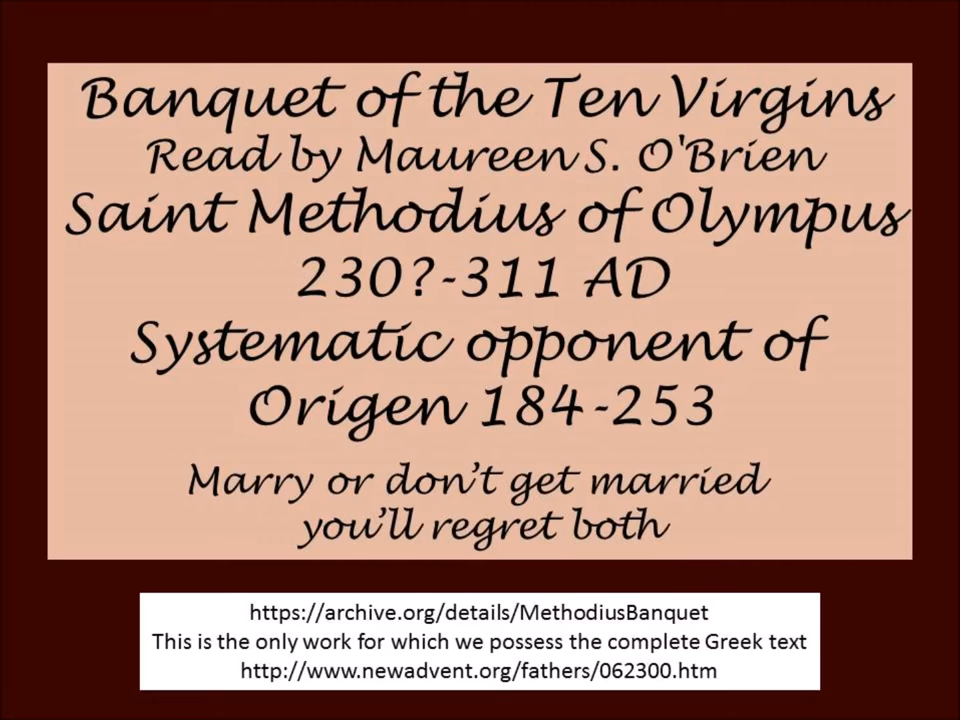 Banquet of the Ten Virgins
Read by Maureen S. O'Brien
Saint Methodius of Olympus
230?-311 AD
Systematic opponent of
Origen 184-253
Marry or don’t get married
you’ll regret both
https://archive.org/details/MethodiusBanquet
This is the only work for which we possess the complete Greek text
http://www.newadvent.org/fathers/062300.htm